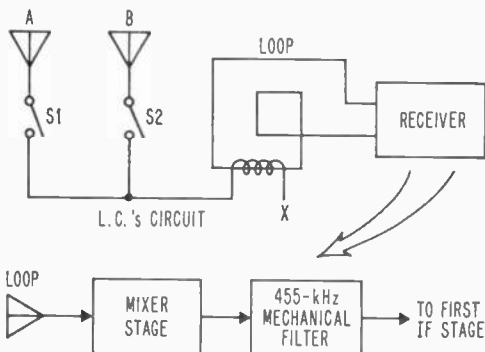 A
B
LOOP
S1
S2
RECEIVER
X
L.C.'s CIRCUIT
LOOP
MIXER
STAGE
455-kHz
MECHANICAL
FILTER
TO FIRST
IF STAGE